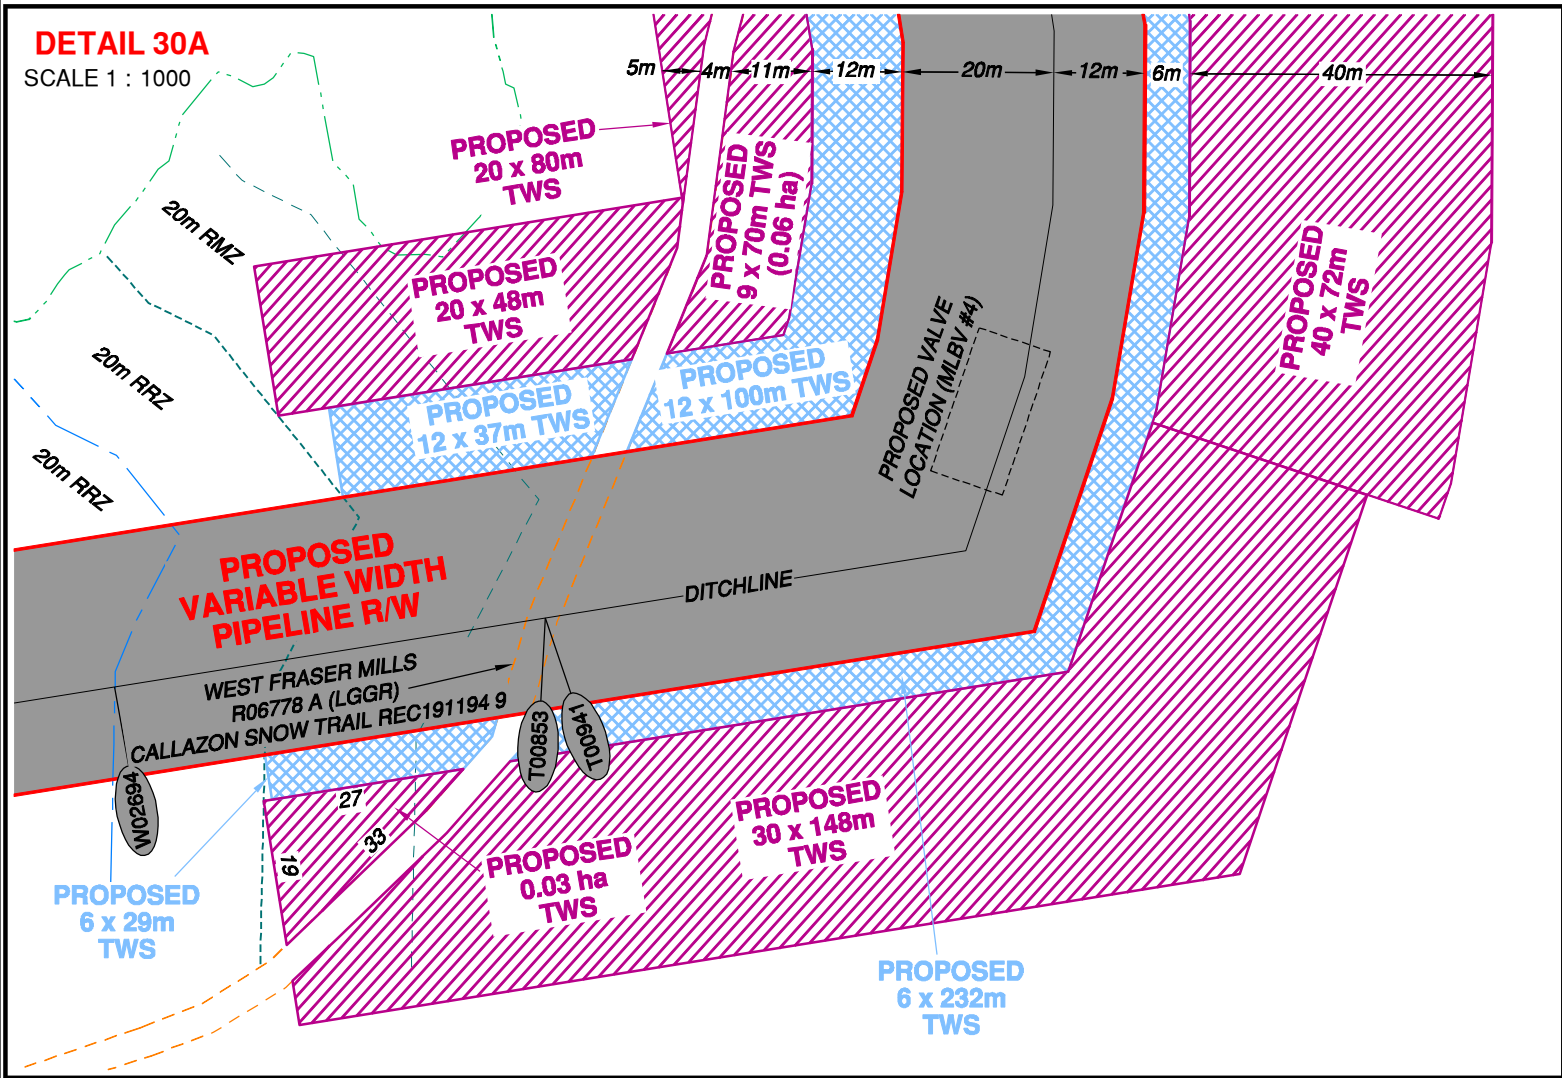 DETAIL 30A
SCALE 1 : 1000
5m
4m
11m
12m
20m
12m
6m
40m
PROPOSED
20 x 80m
TWS
PROPOSED
9 x 70m TWS
(0.06 ha)
20m RMZ
PROPOSED
20 x 48m
TWS
PROPOSED
40 x 72m
TWS
20m RRZ
PROPOSED
12 x 37m TWS
PROPOSED
12 x 100m TWS
PROPOSED VALVE
LOCATION (MLBV #4)
20m RRZ
PROPOSED
VARIABLE WIDTH
PIPELINE R/W
DITCHLINE
WEST FRASER MILLS
R06778 A (LGGR)
CALLAZON SNOW TRAIL REC191194 9
W02694
T00853
T00941
27
33
19
PROPOSED
30 x 148m
TWS
PROPOSED
0.03 ha
TWS
PROPOSED
6 x 29m
TWS
PROPOSED
6 x 232m
TWS